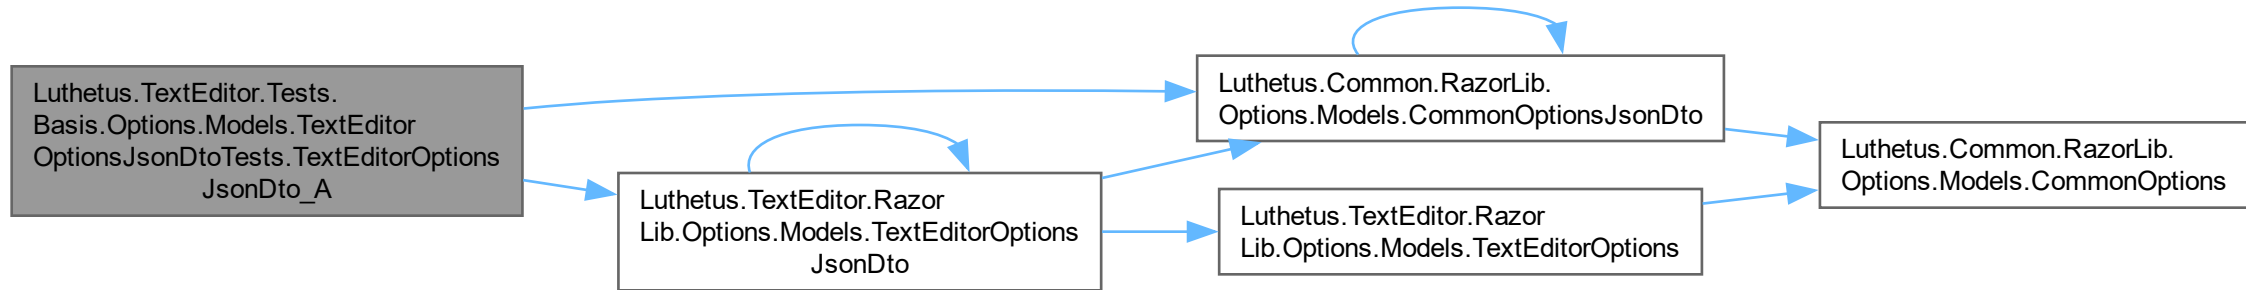 Luthetus.TextEditor.Tests.
Basis.Options.Models.TextEditor
OptionsJsonDtoTests.TextEditorOptions
JsonDto_A
Luthetus.TextEditor.Razor
Lib.Options.Models.TextEditorOptions
JsonDto
Luthetus.Common.RazorLib.
Options.Models.CommonOptionsJsonDto
Luthetus.TextEditor.Razor
Lib.Options.Models.TextEditorOptions
Luthetus.Common.RazorLib.
Options.Models.CommonOptions